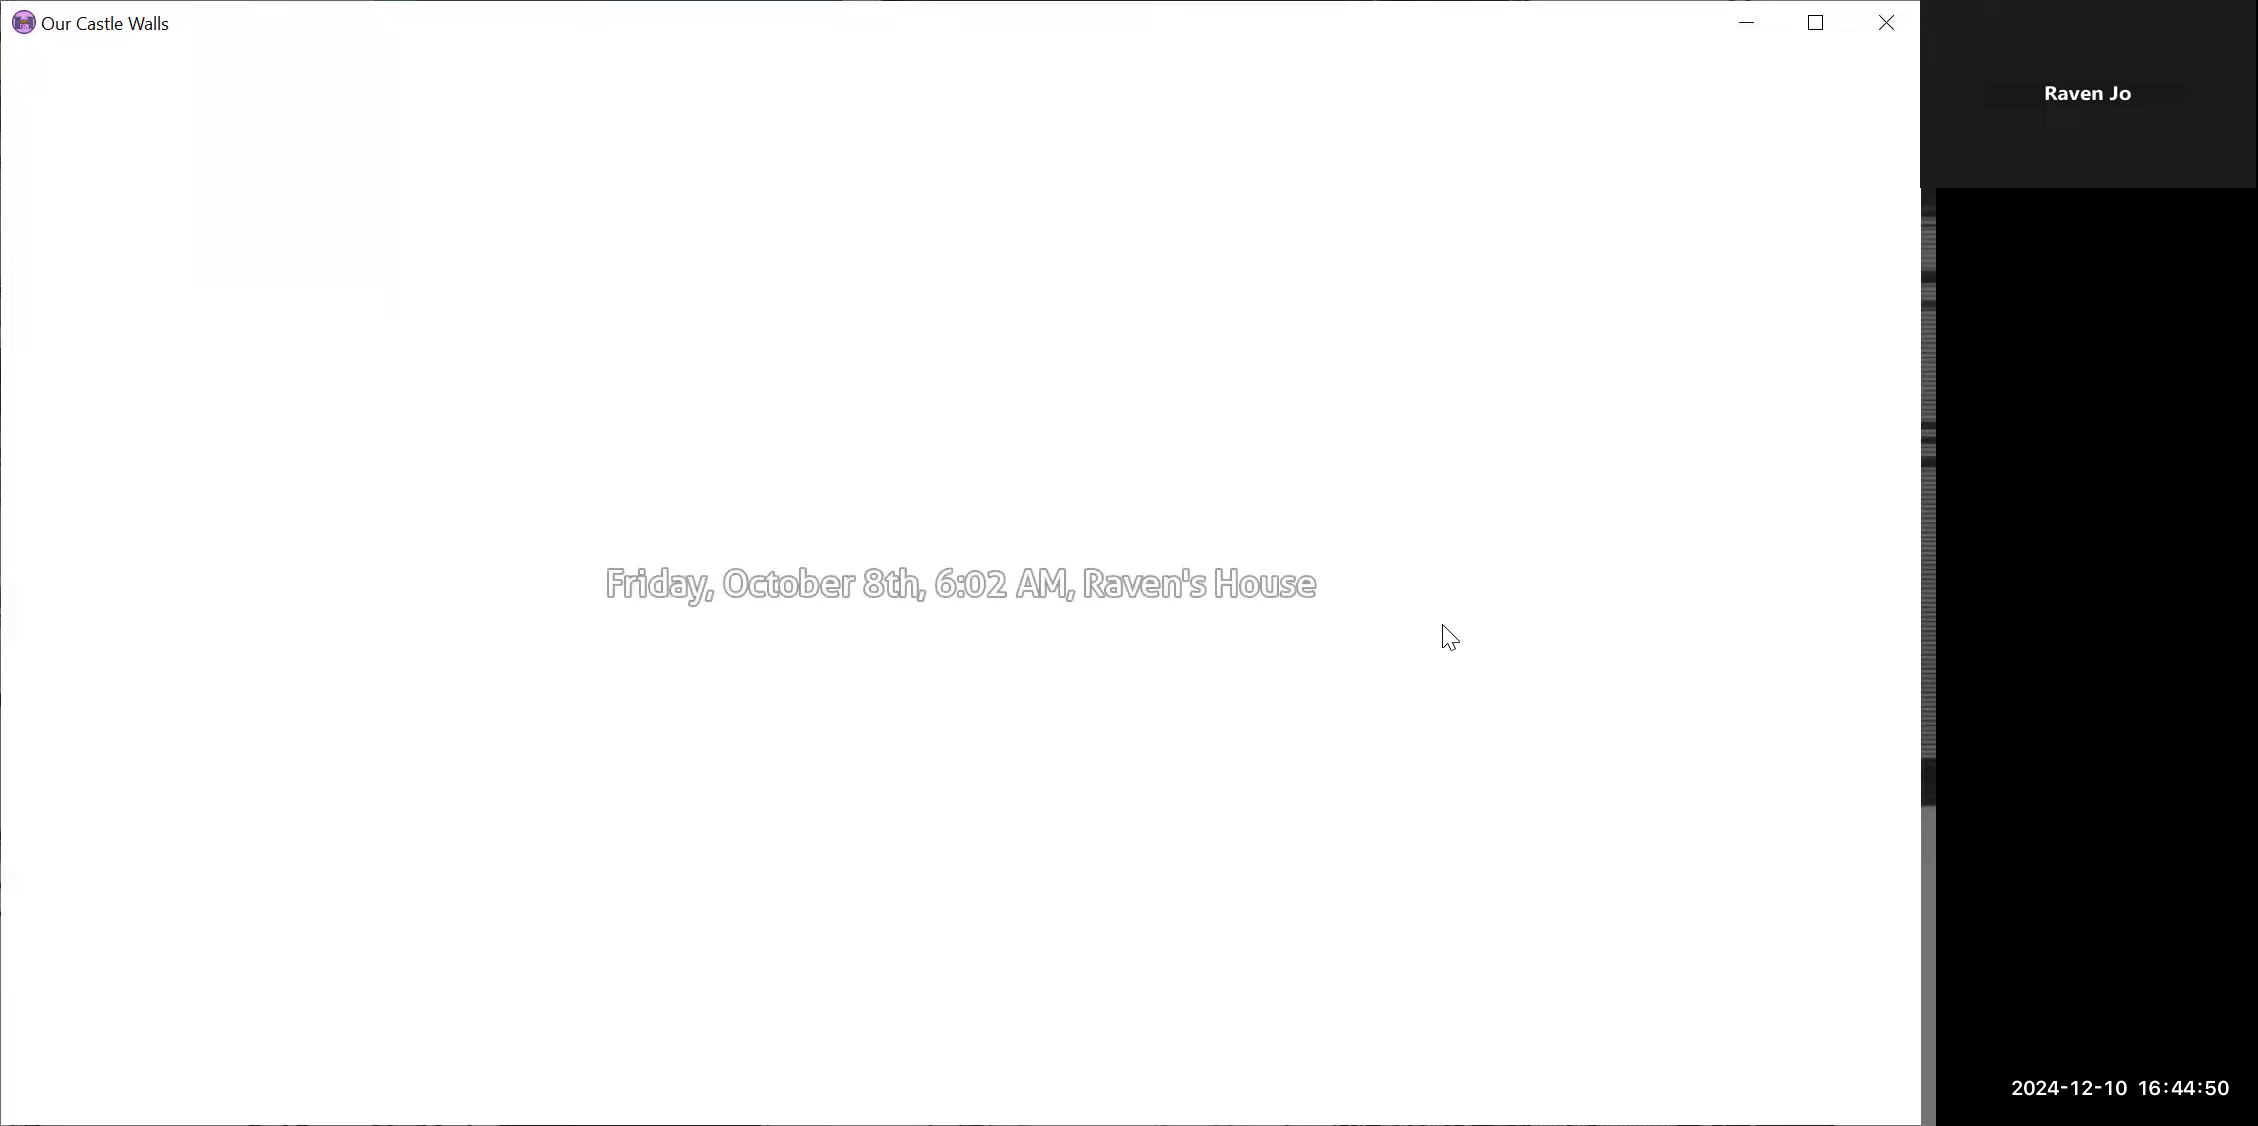 Our Castle Walls
Raven Jo
Friday, October 8th, 6:02 AM, Raven's House
2024-12-10 16:44:50